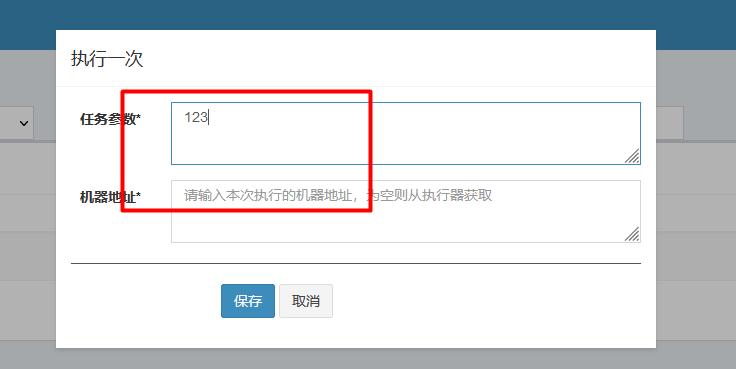 执行一次
任务参数*
123
机器地址*
请输入本次执行的机器地址，为空则从执行器获取
保存 取消